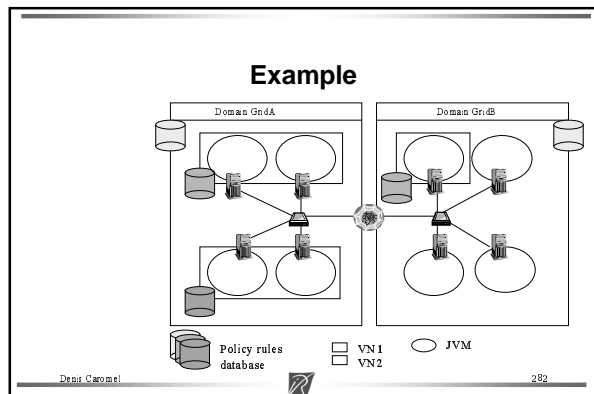 Example
Domain GridA
Domain GridB
Policy rules
database
VN1
VN2
JVM
Denis Caromel
282